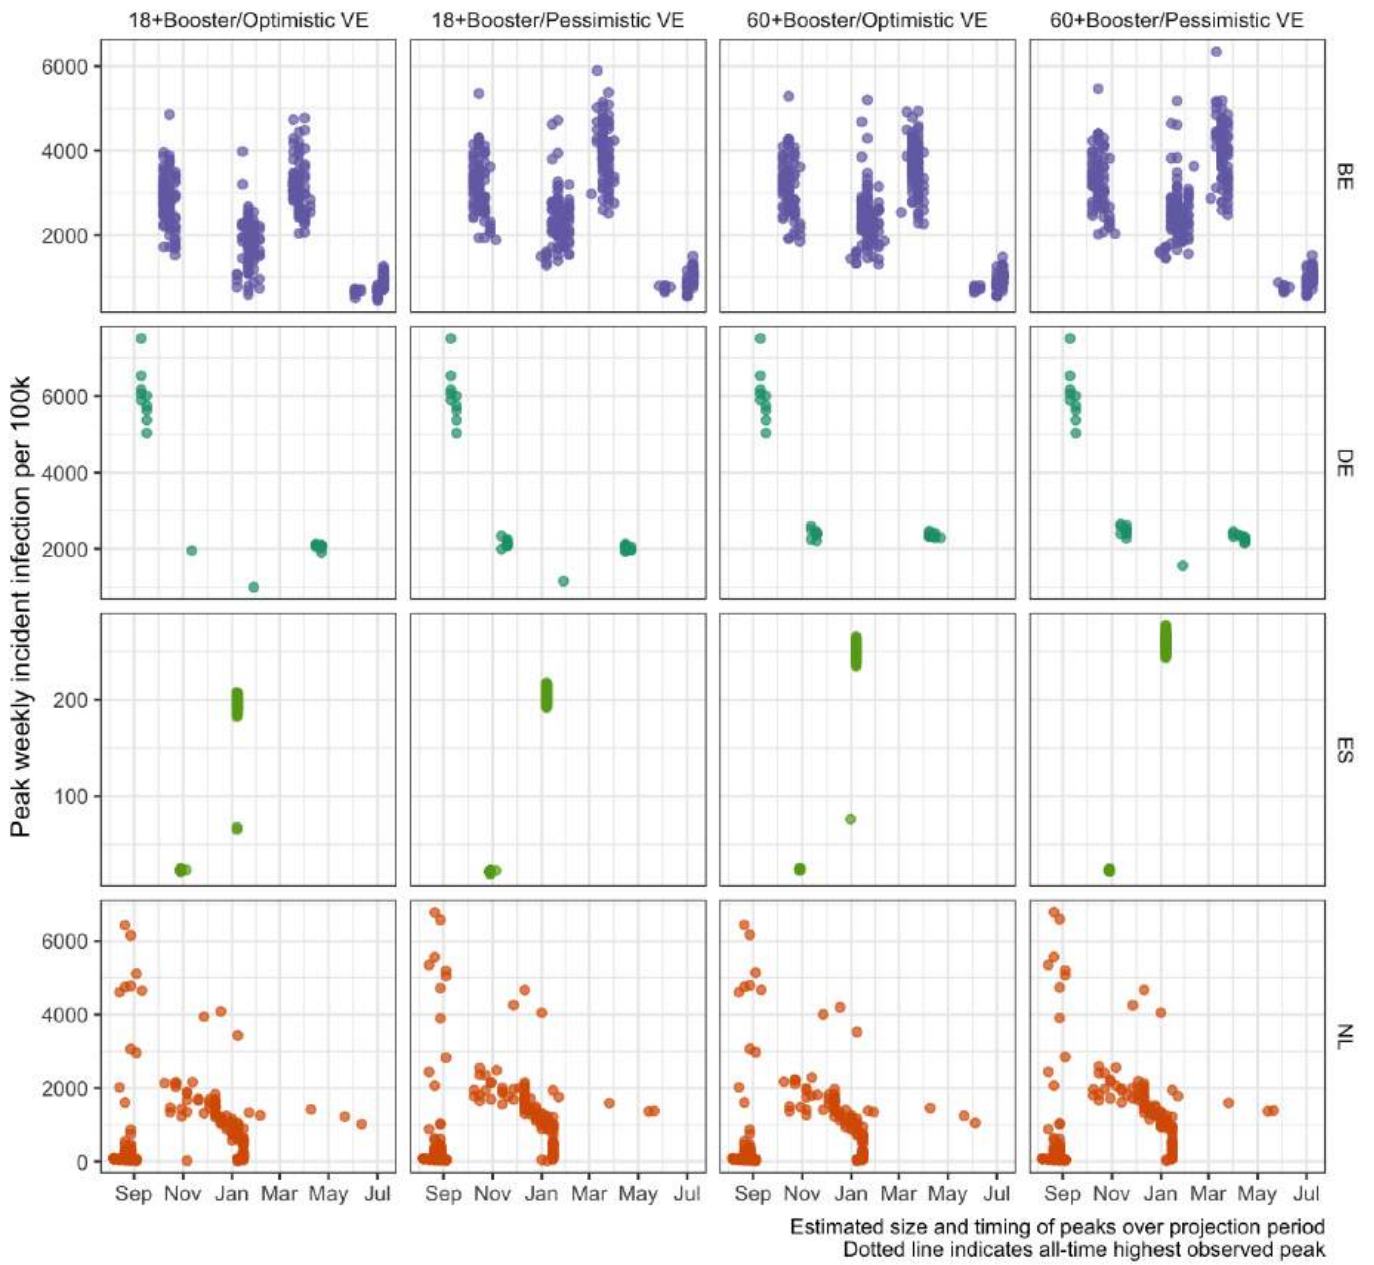 18+Booster/Optimistic VE 18+Booster/Pessimistic VE 60+Booster/Optimistic VE 60+Booster/Pessimistic VE
6000
4000
2000
BE
6000
4000
2000
DE
200
100
ES
6000
4000
2000
0
NL
Peak weekly incident infection per 100k
Sep Nov Jan Mar May Jul Sep Nov Jan Mar May Jul Sep Nov Jan Mar May Jul Sep Nov Jan Mar May Jul
Estimated size and timing of peaks over projection period
Dotted line indicates all-time highest observed peak